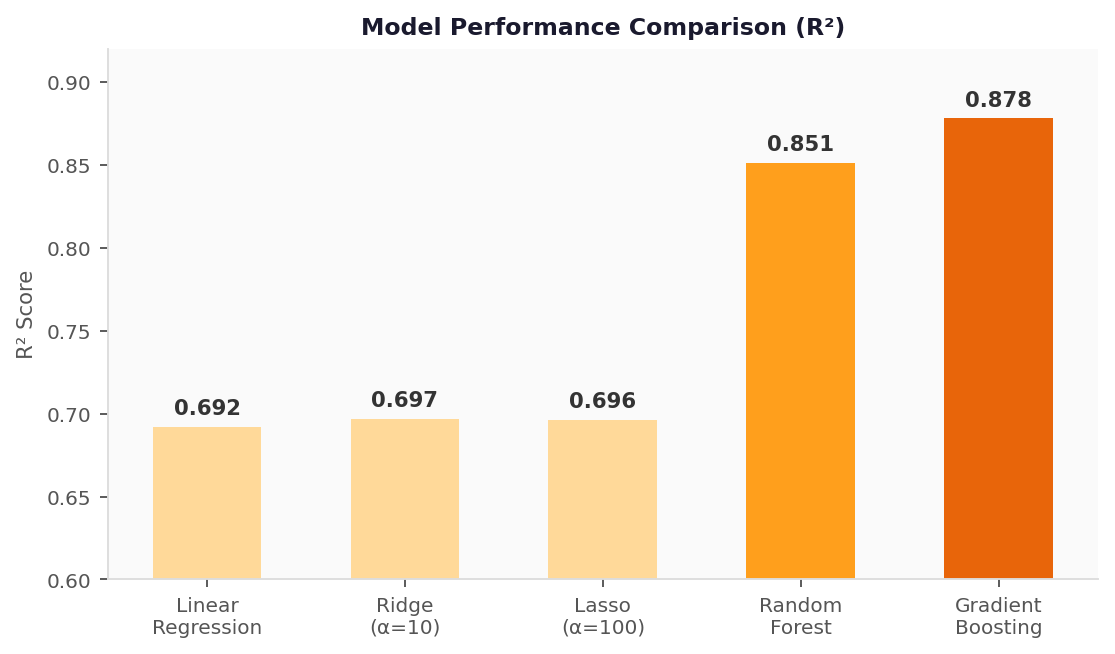 Model Performance Comparison (R²)
R² Score
0.90
0.85
0.80
0.75
0.70
0.65
0.60
0.692
0.697
0.696
0.851
0.878
Linear
Regression
Ridge
(α=10)
Lasso
(α=100)
Random
Forest
Gradient
Boosting